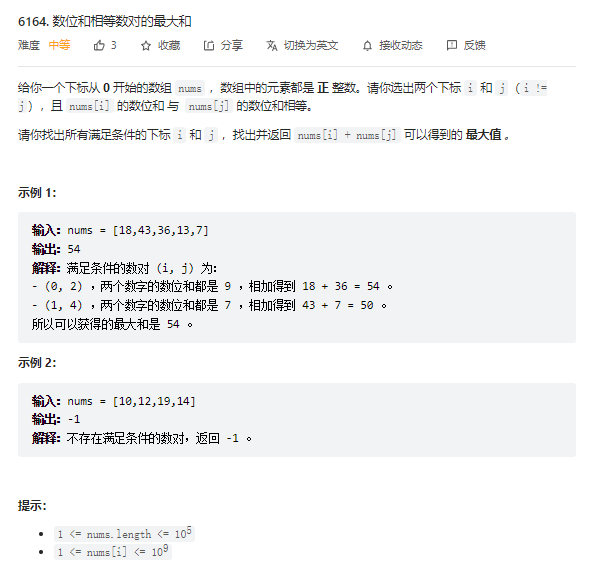 6164. 数位和相等数对的最大和
难度 中等 3 收藏 分享 切换为英文 接收动态 反馈
给你一个下标从 0 开始的数组 nums ，数组中的元素都是 正 整数。请你选出两个下标 i 和 j （i !=
j），且 nums[i] 的数位和 与 nums[j] 的数位和相等。
请你找出所有满足条件的下标 i 和 j ，找出并返回 nums[i] + nums[j] 可以得到的 最大值 。
示例 1：
输入：nums = [18,43,36,13,7]
输出：54
解释：满足条件的数对 (i, j) 为：
- (0, 2) ，两个数字的数位和都是 9 ，相加得到 18 + 36 = 54 。
- (1, 4) ，两个数字的数位和都是 7 ，相加得到 43 + 7 = 50 。
所以可以获得的最大和是 54 。
示例 2：
输入：nums = [10,12,19,14]
输出：-1
解释：不存在满足条件的数对，返回 -1 。
提示：
1 <= nums.length <= 10⁵
1 <= nums[i] <= 10⁹